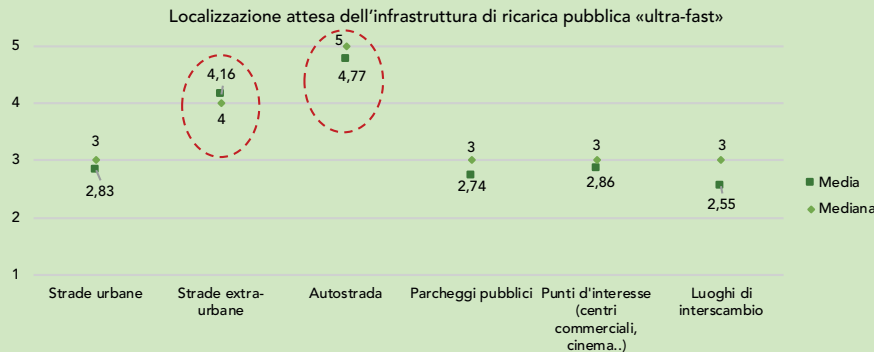 Localizzazione attesa dell'infrastruttura di ricarica pubblica «ultra-fast»
5
4
3
2
1
3
2,83
4,16
4
5
4,77
3
2,74
3
2,86
3
2,55
Media
Mediana
Strade urbane
Strade extra-
urbane
Autostrada
Parcheggi pubblici
Punti d'interesse
(centri
commerciali,
cinema..)
Luoghi di
interscambio